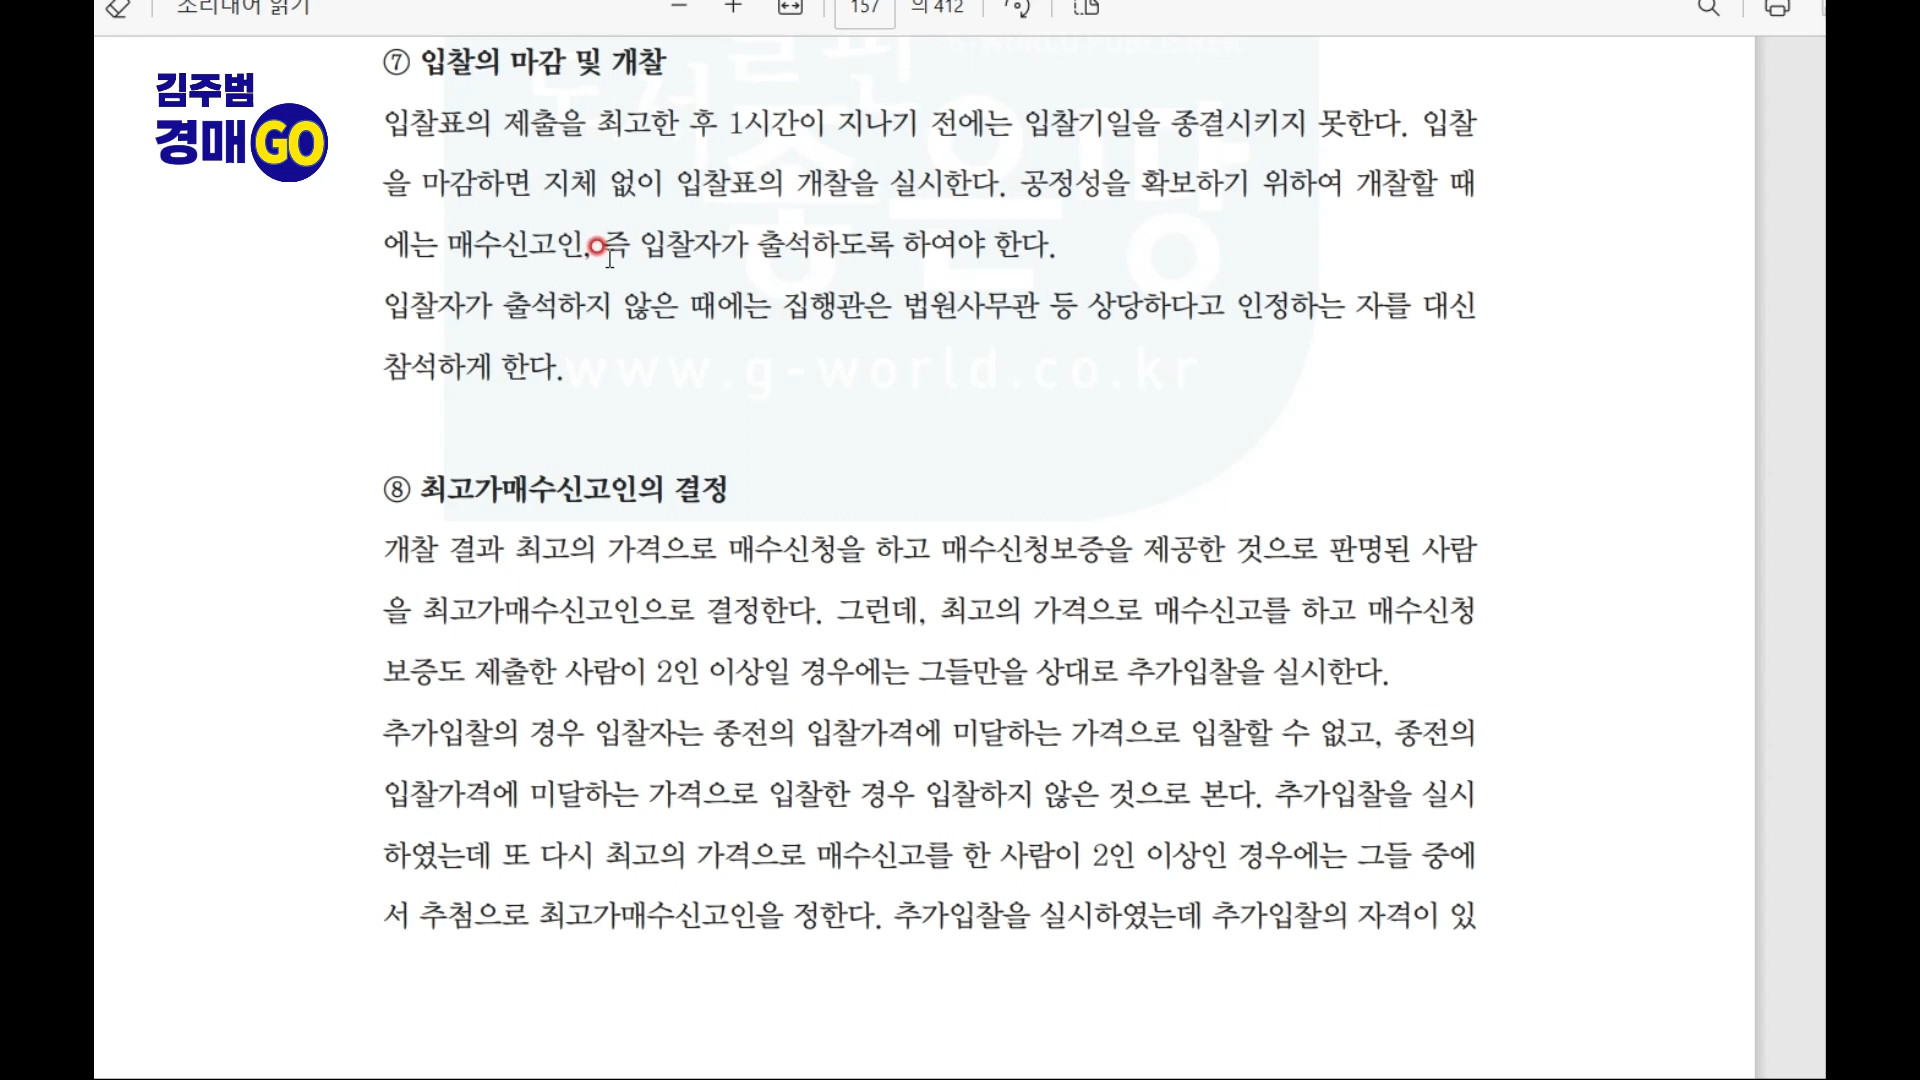 소리내어 읽기
157 의 412
김주범
경매GO
⑦ 입찰의 마감 및 개찰
입찰표의 제출을 최고한 후 1시간이 지나기 전에는 입찰기일을 종결시키지 못한다. 입찰
을 마감하면 지체 없이 입찰표의 개찰을 실시한다. 공정성을 확보하기 위하여 개찰할 때
에는 매수신고인, 즉 입찰자가 출석하도록 하여야 한다.
입찰자가 출석하지 않은 때에는 집행관은 법원사무관 등 상당하다고 인정하는 자를 대신
참석하게 한다.
www.g-world.co.kr
⑧ 최고가매수신고인의 결정
개찰 결과 최고의 가격으로 매수신청을 하고 매수신청보증을 제공한 것으로 판명된 사람
을 최고가매수신고인으로 결정한다. 그런데, 최고의 가격으로 매수신고를 하고 매수신청
보증도 제출한 사람이 2인 이상일 경우에는 그들만을 상대로 추가입찰을 실시한다.
추가입찰의 경우 입찰자는 종전의 입찰가격에 미달하는 가격으로 입찰할 수 없고, 종전의
입찰가격에 미달하는 가격으로 입찰한 경우 입찰하지 않은 것으로 본다. 추가입찰을 실시
하였는데 또 다시 최고의 가격으로 매수신고를 한 사람이 2인 이상인 경우에는 그들 중에
서 추첨으로 최고가매수신고인을 정한다. 추가입찰을 실시하였는데 추가입찰의 자격이 있